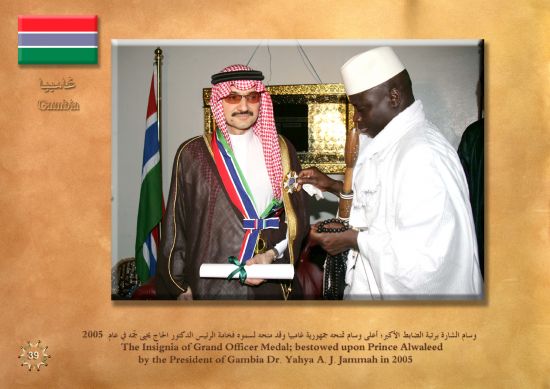 غامبيا
Gambia
وسام الشارة برتبة الضابط الأكبر؛ أعلى وسام تمنحه جمهورية غامبيا وقد منحه لسموه فخامة الرئيس الدكتور الحاج يحيى جمّه في عام 2005
The Insignia of Grand Officer Medal; bestowed upon Prince Alwaleed
by the President of Gambia Dr. Yahya A. J. Jammah in 2005
39